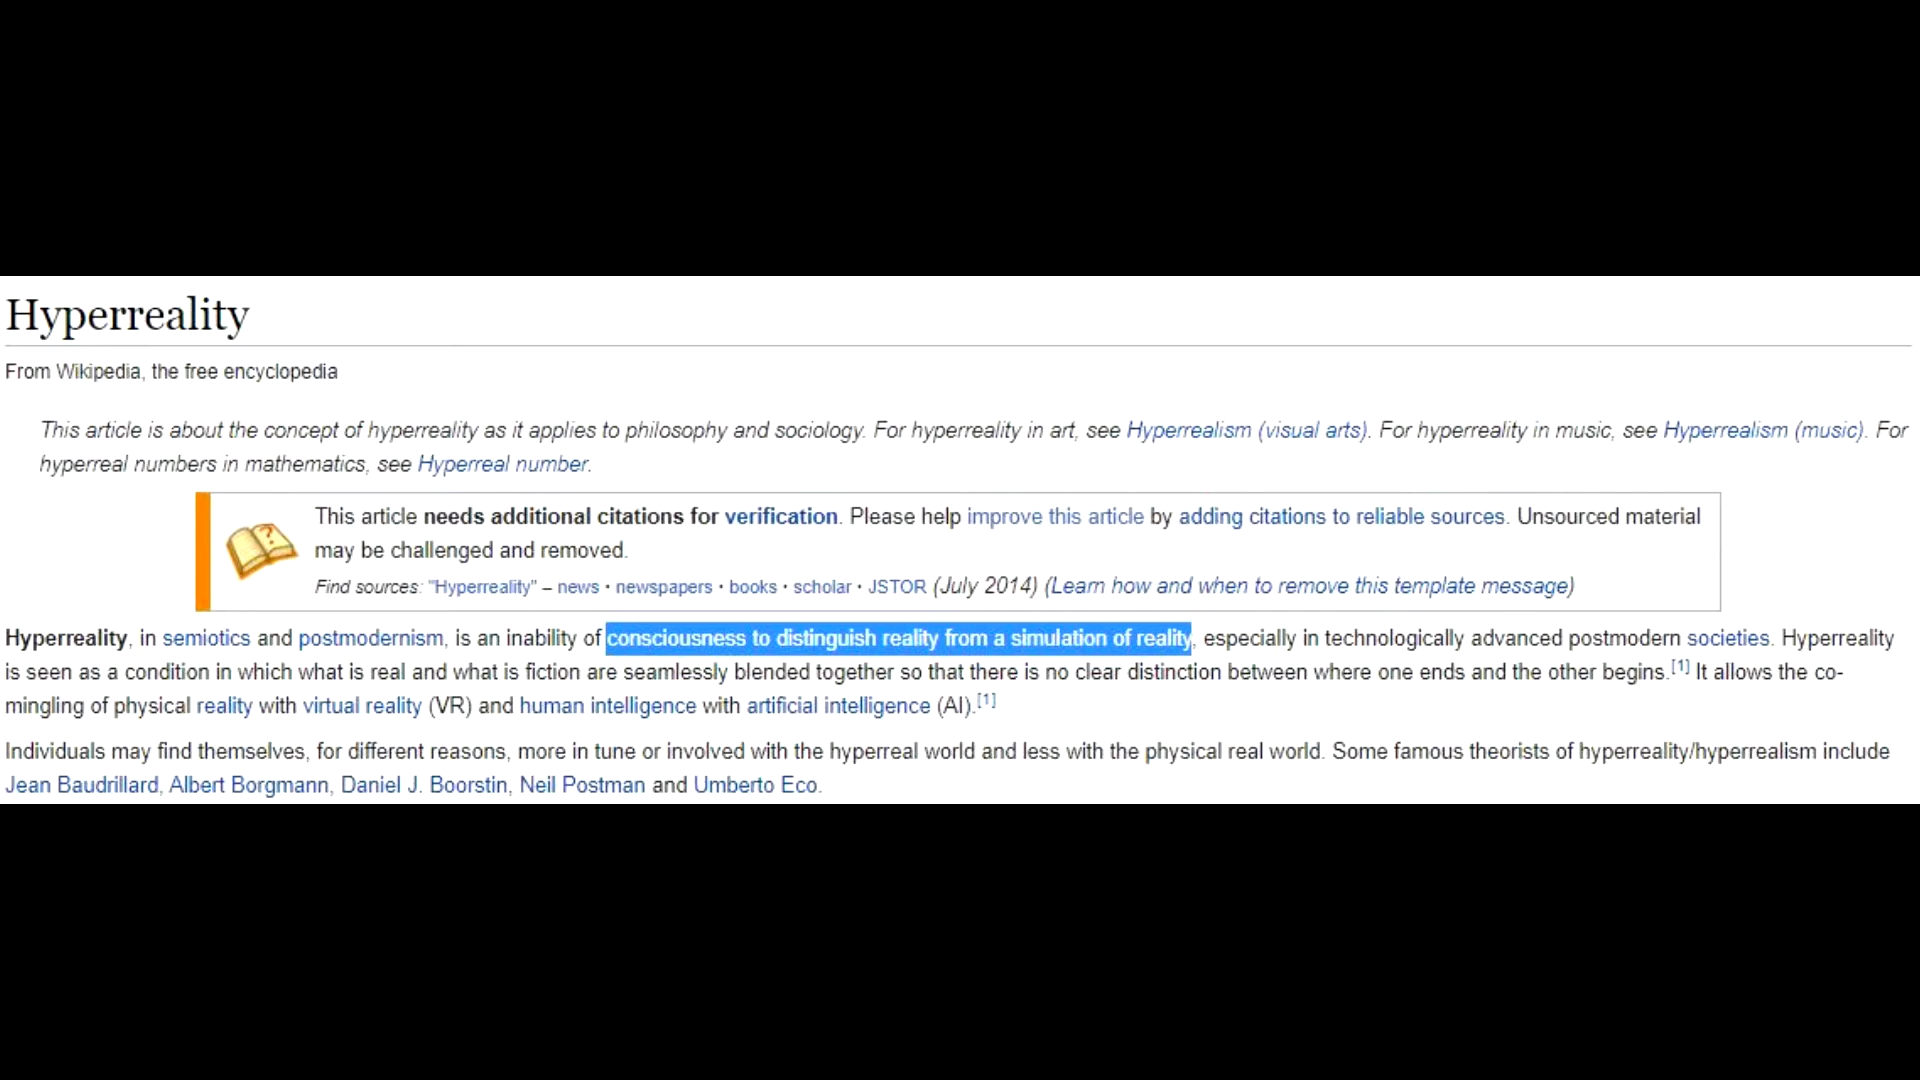 Hyperreality
From Wikipedia, the free encyclopedia
This article is about the concept of hyperreality as it applies to philosophy and sociology. For hyperreality in art, see Hyperrealism (visual arts). For hyperreality in music, see Hyperrealism (music). For
hyperreal numbers in mathematics, see Hyperreal number.
This article needs additional citations for verification. Please help improve this article by adding citations to reliable sources. Unsourced material
may be challenged and removed.
Find sources: "Hyperreality" – news · newspapers · books · scholar · JSTOR (July 2014) (Learn how and when to remove this template message)
Hyperreality, in semiotics and postmodernism, is an inability of consciousness to distinguish reality from a simulation of reality, especially in technologically advanced postmodern societies. Hyperreality
is seen as a condition in which what is real and what is fiction are seamlessly blended together so that there is no clear distinction between where one ends and the other begins.[1] It allows the co-
mingling of physical reality with virtual reality (VR) and human intelligence with artificial intelligence (AI).[1]
Individuals may find themselves, for different reasons, more in tune or involved with the hyperreal world and less with the physical real world. Some famous theorists of hyperreality/hyperrealism include
Jean Baudrillard, Albert Borgmann, Daniel J. Boorstin, Neil Postman and Umberto Eco.